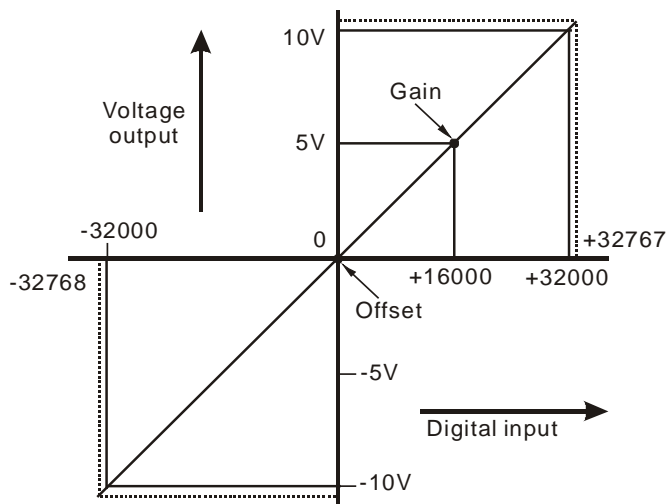 10V
Gain
Voltage
output
5V
-32000
0
+32767
-32768
+16000
+32000
Offset
-5V
Digital input
-10V